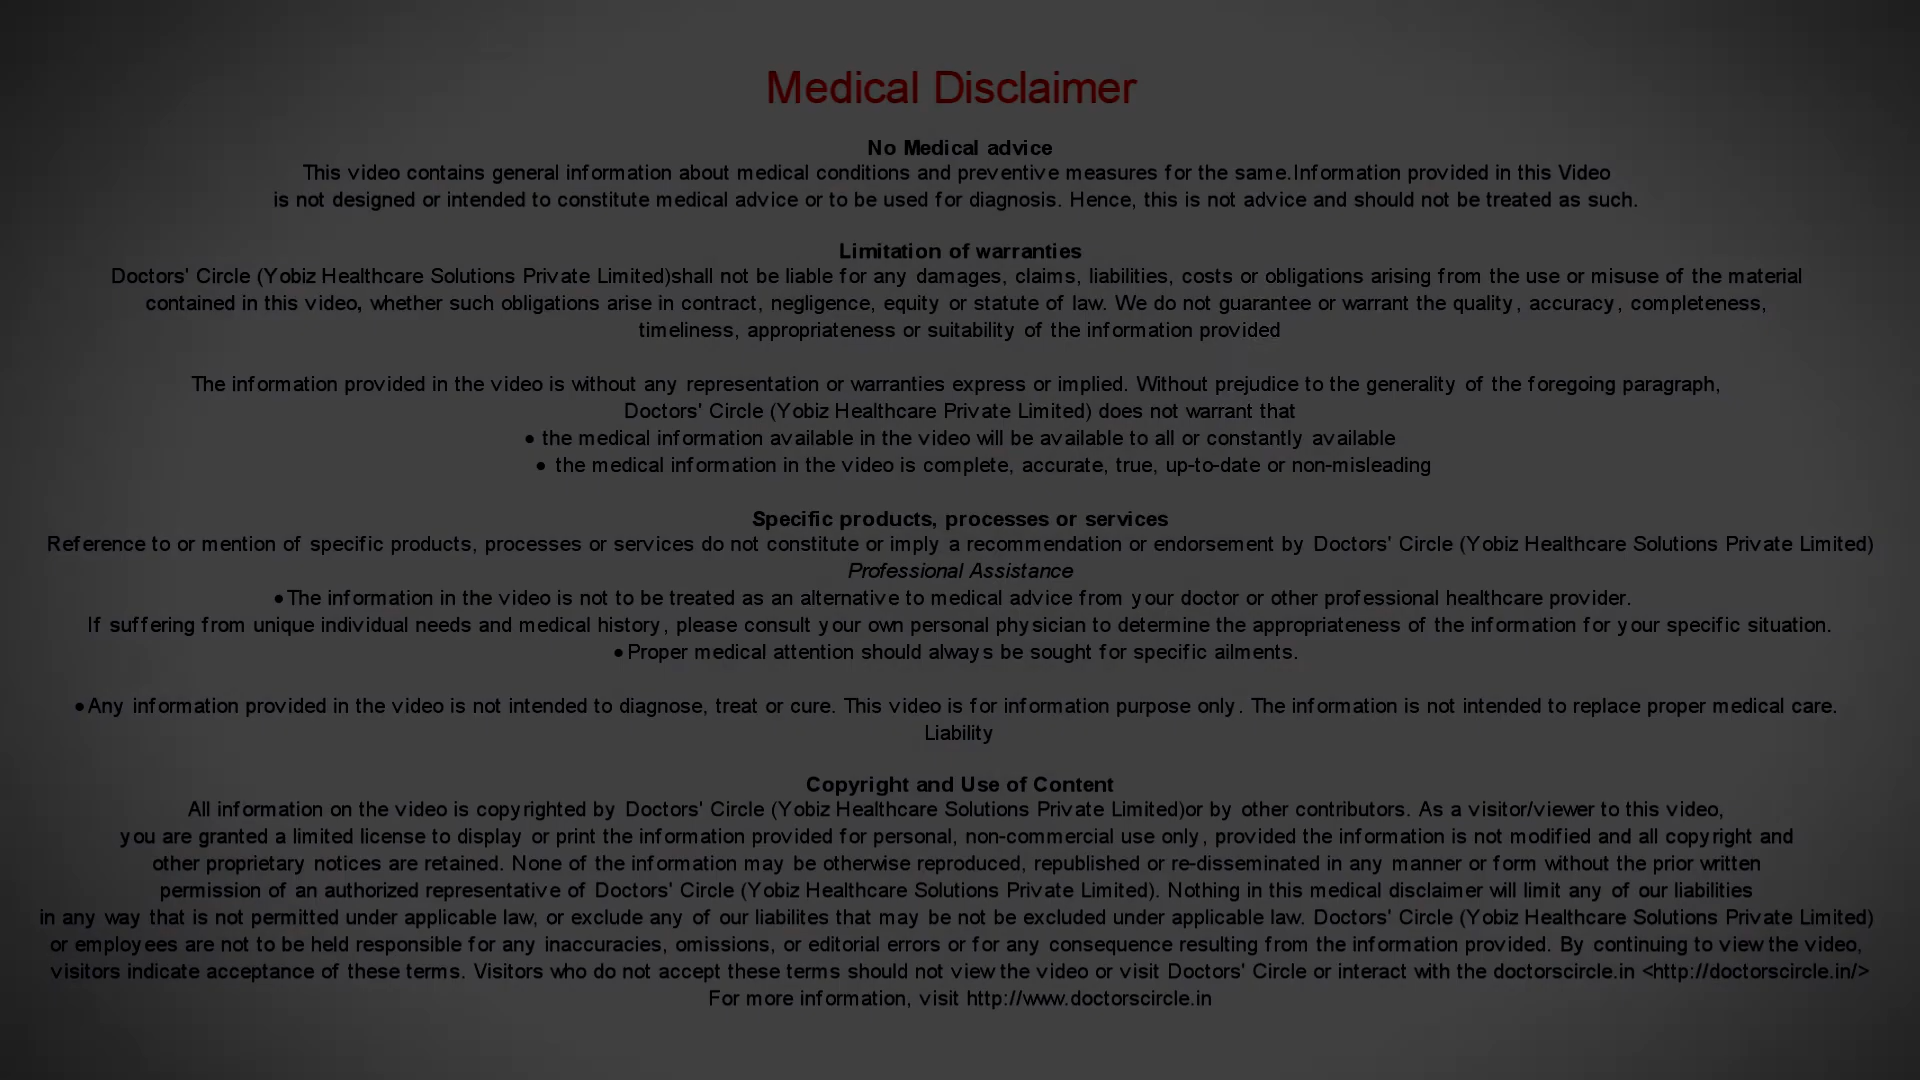 Medical Disclaimer
No Medical advice
This video contains general information about medical conditions and preventive measures for the same.Information provided in this Video
is not designed or intended to constitute medical advice or to be used for diagnosis. Hence, this is not advice and should not be treated as such.
Limitation of warranties
Doctors' Circle (Yobiz Healthcare Solutions Private Limited)shall not be liable for any damages, claims, liabilities, costs or obligations arising from the use or misuse of the material
contained in this video, whether such obligations arise in contract, negligence, equity or statute of law. We do not guarantee or warrant the quality, accuracy, completeness,
timeliness, appropriateness or suitability of the information provided
The information provided in the video is without any representation or warranties express or implied. Without prejudice to the generality of the foregoing paragraph,
Doctors' Circle (Yobiz Healthcare Private Limited) does not warrant that
• the medical information available in the video will be available to all or constantly available
• the medical information in the video is complete, accurate, true, up-to-date or non-misleading
Specific products, processes or services
Reference to or mention of specific products, processes or services do not constitute or imply a recommendation or endorsement by Doctors' Circle (Yobiz Healthcare Solutions Private Limited)
Professional Assistance
•The information in the video is not to be treated as an alternative to medical advice from your doctor or other professional healthcare provider.
If suffering from unique individual needs and medical history, please consult your own personal physician to determine the appropriateness of the information for your specific situation.
•Proper medical attention should always be sought for specific ailments.
•Any information provided in the video is not intended to diagnose, treat or cure. This video is for information purpose only. The information is not intended to replace proper medical care.
Liability
Copyright and Use of Content
All information on the video is copyrighted by Doctors' Circle (Yobiz Healthcare Solutions Private Limited)or by other contributors. As a visitor/viewer to this video,
you are granted a limited license to display or print the information provided for personal, non-commercial use only, provided the information is not modified and all copyright and
other proprietary notices are retained. None of the information may be otherwise reproduced, republished or re-disseminated in any manner or form without the prior written
permission of an authorized representative of Doctors' Circle (Yobiz Healthcare Solutions Private Limited). Nothing in this medical disclaimer will limit any of our liabilities
in any way that is not permitted under applicable law, or exclude any of our liabilites that may be not be excluded under applicable law. Doctors' Circle (Yobiz Healthcare Solutions Private Limited)
or employees are not to be held responsible for any inaccuracies, omissions, or editorial errors or for any consequence resulting from the information provided. By continuing to view the video,
visitors indicate acceptance of these terms. Visitors who do not accept these terms should not view the video or visit Doctors' Circle or interact with the doctorscircle.in <http://doctorscircle.in/>
For more information, visit http://www.doctorscircle.in